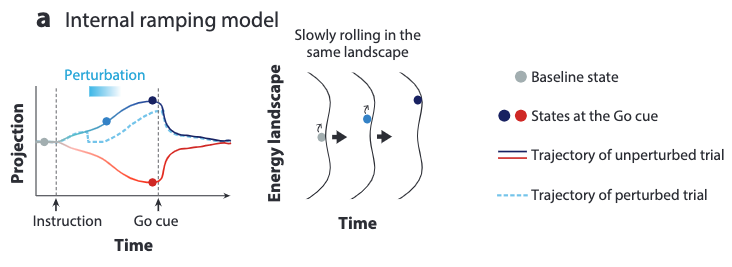 a Internal ramping model
Slowly rolling in the
same landscape
Perturbation
Projection
Instruction
Go cue
Time
Energy landscape
Time
Baseline state
States at the Go cue
Trajectory of unperturbed trial
Trajectory of perturbed trial